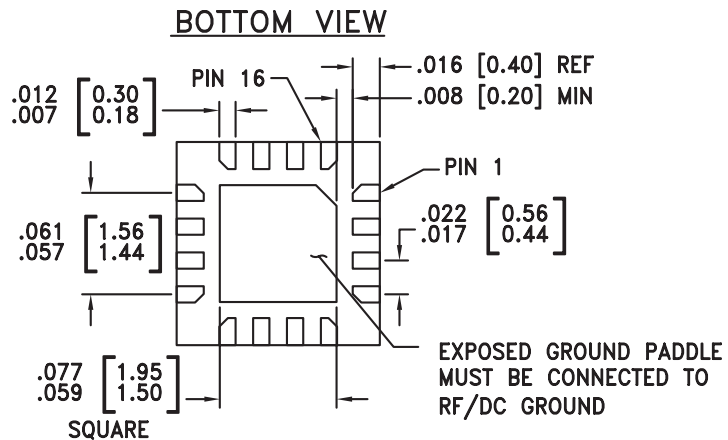 BOTTOM VIEW
.016 [0.40] REF
.008 [0.20] MIN
PIN 16
.012 [0.30
.007 0.18]
PIN 1
.022 [0.56
.017 0.44]
.061 [1.56
.057 1.44]
.077 [1.95
.059 1.50]
SQUARE
EXPOSED GROUND PADDLE
MUST BE CONNECTED TO
RF/DC GROUND